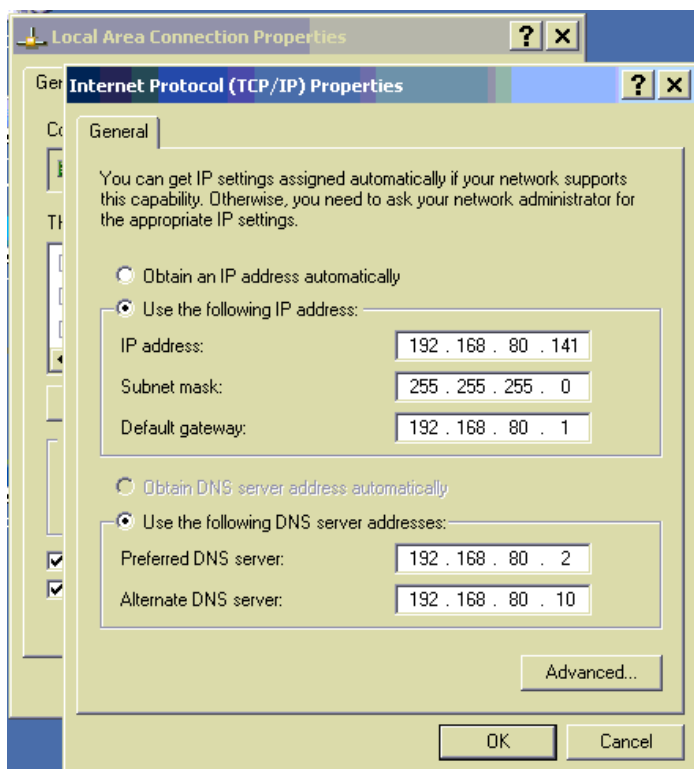 Local Area Connection Properties
Internet Protocol (TCP/IP) Properties
General
You can get IP settings assigned automatically if your network supports
this capability. Otherwise, you need to ask your network administrator for
the appropriate IP settings.
Obtain an IP address automatically
Use the following IP address:
IP address: 192 . 168 . 80 . 141
Subnet mask: 255 . 255 . 255 . 0
Default gateway: 192 . 168 . 80 . 1
Obtain DNS server address automatically
Use the following DNS server addresses:
Preferred DNS server: 192 . 168 . 80 . 2
Alternate DNS server: 192 . 168 . 80 . 10
Advanced...
OK Cancel